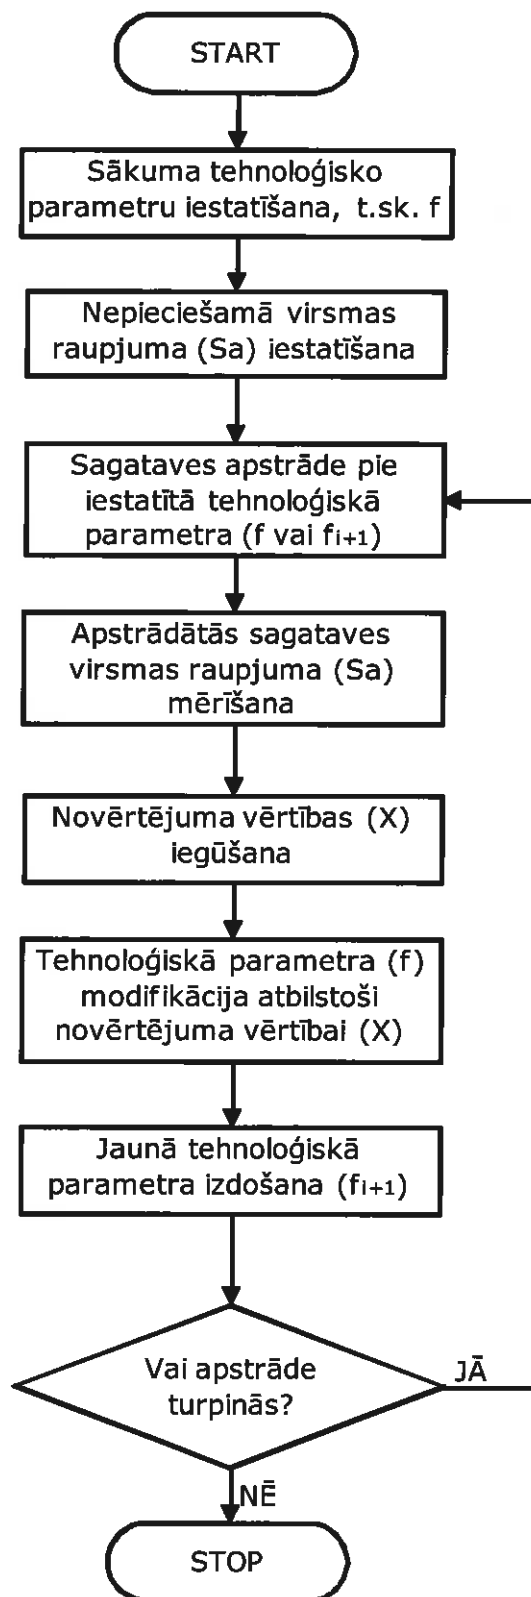 START
Sākuma tehnoloģisko
parametru iestatīšana, t.sk. f
Nepieciešamā virsmas
raupjuma (Sa) iestatīšana
Sagataves apstrāde pie
iestatītā tehnoloģiskā
parametra (f vai fi+1)
Apstrādātās sagataves
virsmas raupjuma (Sa)
mērīšana
Novērtējuma vērtības (X)
iegūšana
Tehnoloģiskā parametra (f)
modifikācija atbilstoši
novērtējuma vērtībai (X)
Jaunā tehnoloģiskā
parametra izdošana (fi+1)
Vai apstrāde
turpinās?
JĀ
NĒ
STOP